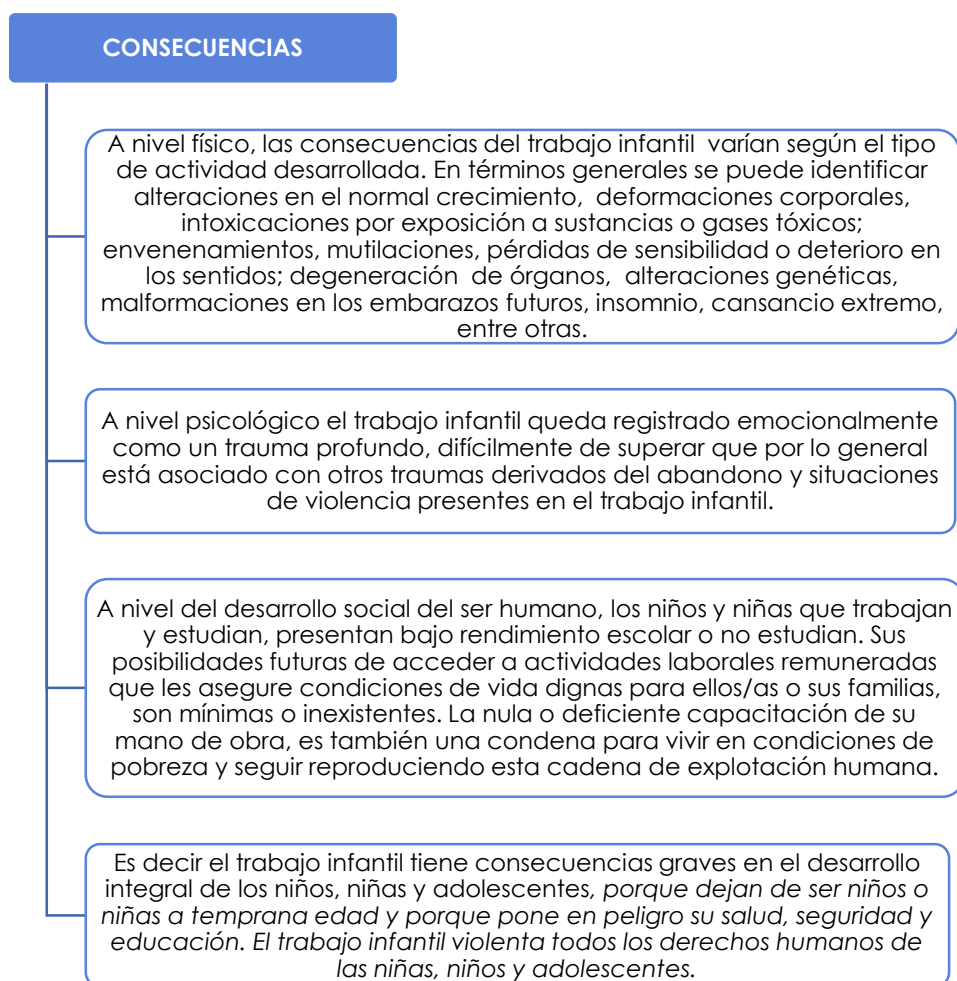 CONSECUENCIAS
A nivel físico, las consecuencias del trabajo infantil varían según el tipo
de actividad desarrollada. En términos generales se puede identificar
alteraciones en el normal crecimiento, deformaciones corporales,
intoxicaciones por exposición a sustancias o gases tóxicos;
envenenamientos, mutilaciones, pérdidas de sensibilidad o deterioro en
los sentidos; degeneración de órganos, alteraciones genéticas,
malformaciones en los embarazos futuros, insomnio, cansancio extremo,
entre otras.
A nivel psicológico el trabajo infantil queda registrado emocionalmente
como un trauma profundo, difícilmente de superar que por lo general
está asociado con otros traumas derivados del abandono y situaciones
de violencia presentes en el trabajo infantil.
A nivel del desarrollo social del ser humano, los niños y niñas que trabajan
y estudian, presentan bajo rendimiento escolar o no estudian. Sus
posibilidades futuras de acceder a actividades laborales remuneradas
que les asegure condiciones de vida dignas para ellos/as o sus familias,
son mínimas o inexistentes. La nula o deficiente capacitación de su
mano de obra, es también una condena para vivir en condiciones de
pobreza y seguir reproduciendo esta cadena de explotación humana.
Es decir el trabajo infantil tiene consecuencias graves en el desarrollo
integral de los niños, niñas y adolescentes, porque dejan de ser niños o
niñas a temprana edad y porque pone en peligro su salud, seguridad y
educación. El trabajo infantil violenta todos los derechos humanos de
las niñas, niños y adolescentes.